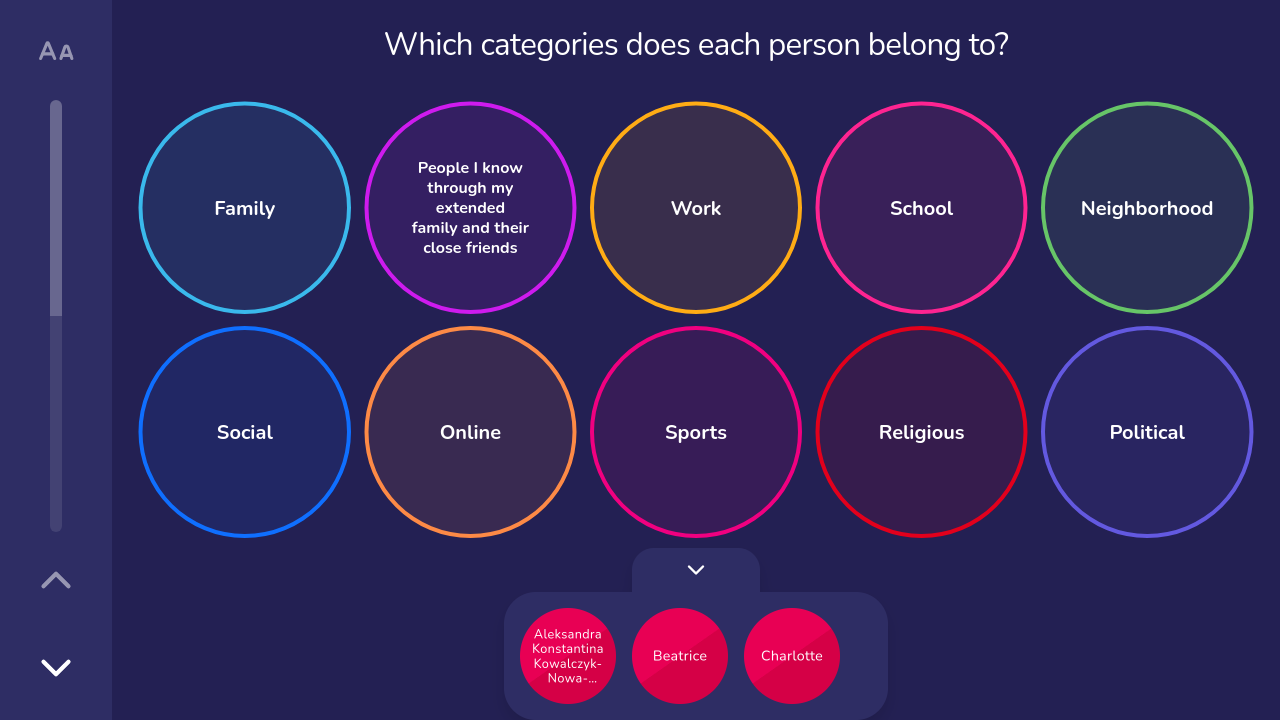 AA
Which categories does each person belong to?
Family
People I know
through my
extended
family and their
close friends
Work
School
Neighborhood
Social
Online
Sports
Religious
Political
Aleksandra
Konstantina
Kowalczyk-
Nowa-...
Beatrice
Charlotte